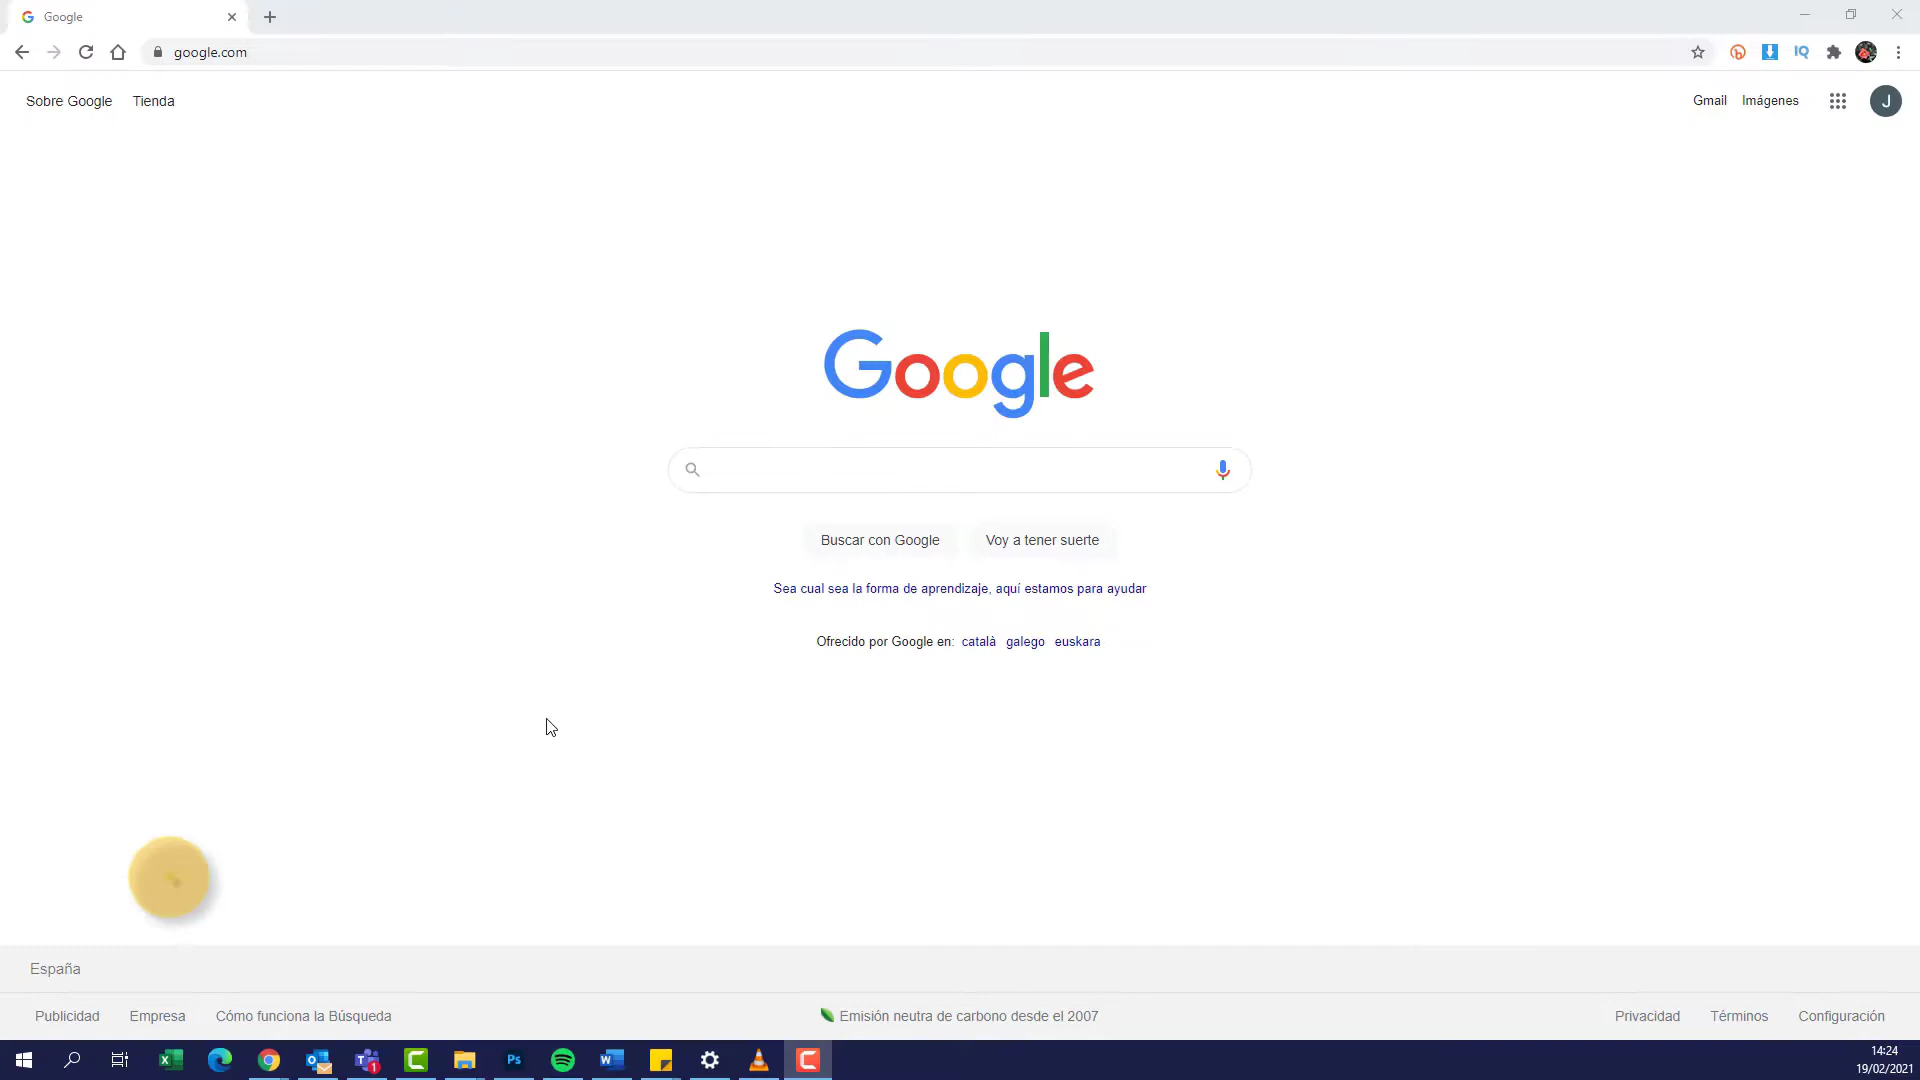 Google
google.com
Sobre Google Tienda
Gmail Imágenes J
Google
Buscar con Google Voy a tener suerte
Sea cual sea la forma de aprendizaje, aquí estamos para ayudar
Ofrecido por Google en: català galego euskara
España
Publicidad Empresa Cómo funciona la Búsqueda
Emisión neutra de carbono desde el 2007
Privacidad Términos Configuración
14:24
19/02/2021